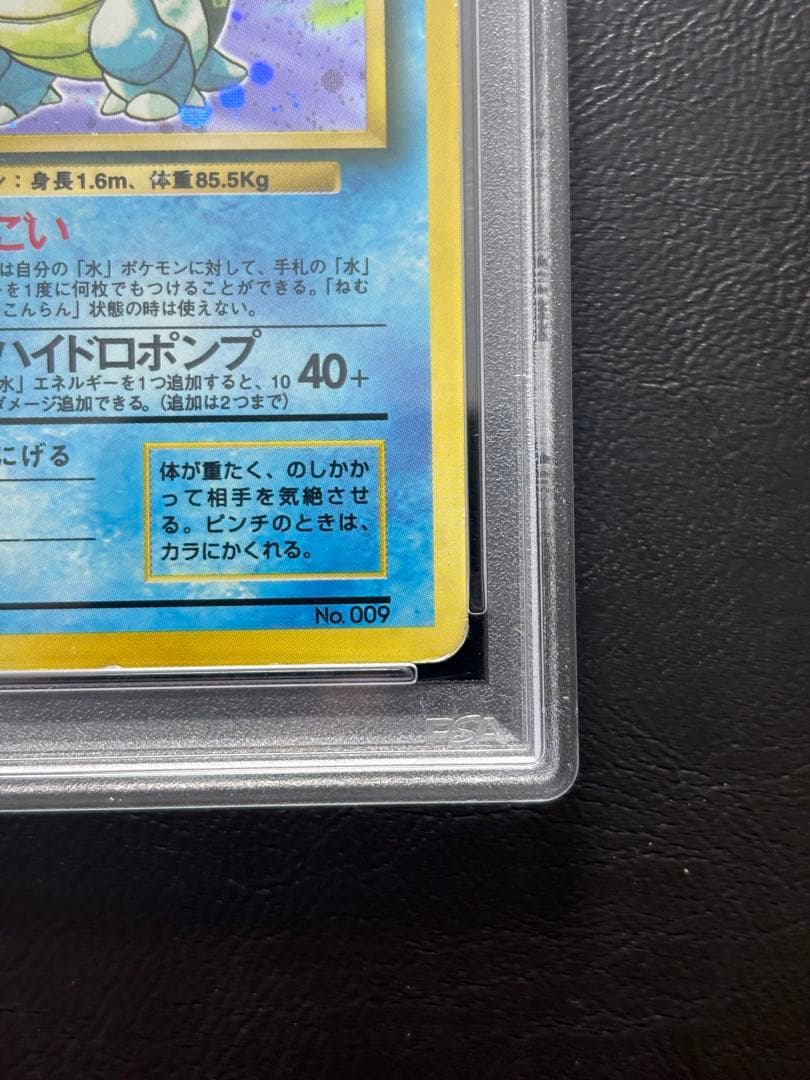 ン：身長1.6m、体重85.5Kg
ごい
は自分の「水」ポケモンに対して、手札の「水」
ーを1度に何枚でもつけることができる。「ねむ
こんらん」状態の時は使えない。
ハイドロポンプ
水」エネルギーを1つ追加すると、10
ダメージ追加できる。（追加は2つまで）
40+
にげる
体が重たく、のしかか
って相手を気絶させ
る。ピンチのときは、
カラにかくれる。
No. 009
PSA